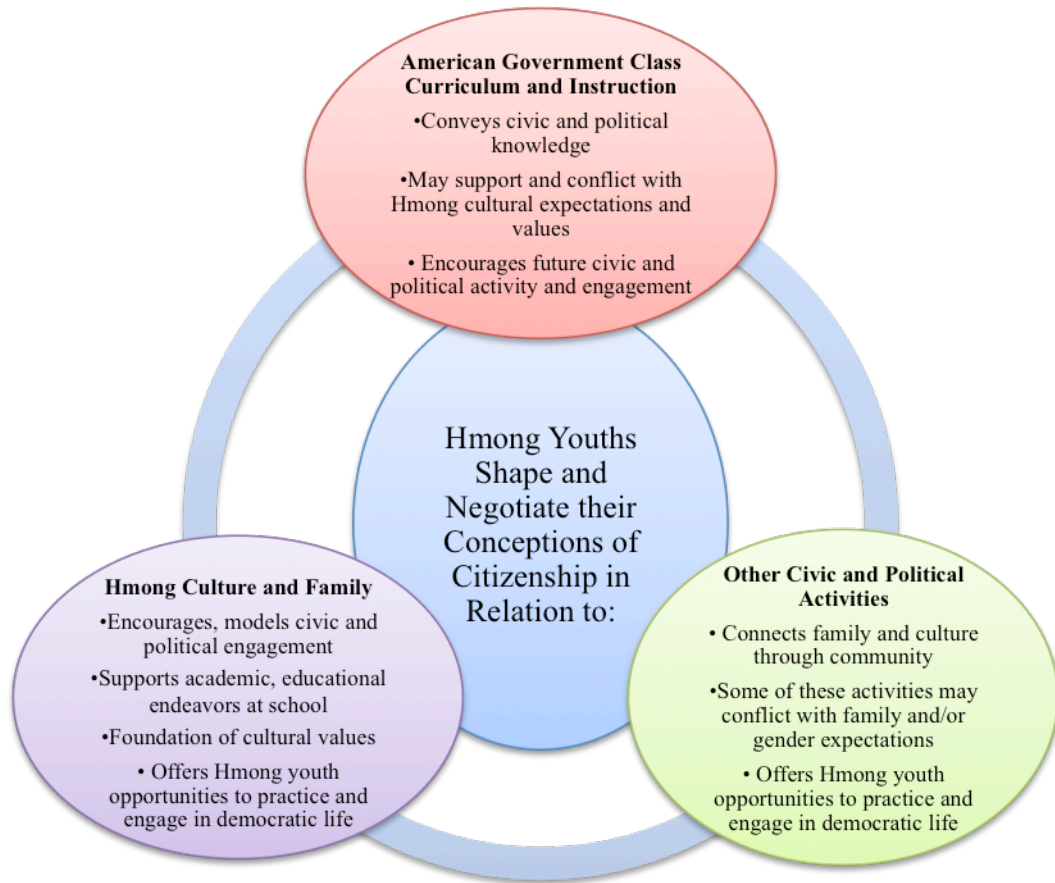 American Government Class
Curriculum and Instruction
•Conveys civic and political
knowledge
•May support and conflict with
Hmong cultural expectations and
values
• Encourages future civic and
political activity and engagement
Hmong Youths
Shape and
Negotiate their
Conceptions of
Citizenship in
Relation to:
Hmong Culture and Family
•Encourages, models civic and
political engagement
•Supports academic, educational
endeavors at school
•Foundation of cultural values
• Offers Hmong youth
opportunities to practice and
engage in democratic life
Other Civic and Political
Activities
• Connects family and culture
through community
•Some of these activities may
conflict with family and/or
gender expectations
• Offers Hmong youth
opportunities to practice and
engage in democratic life